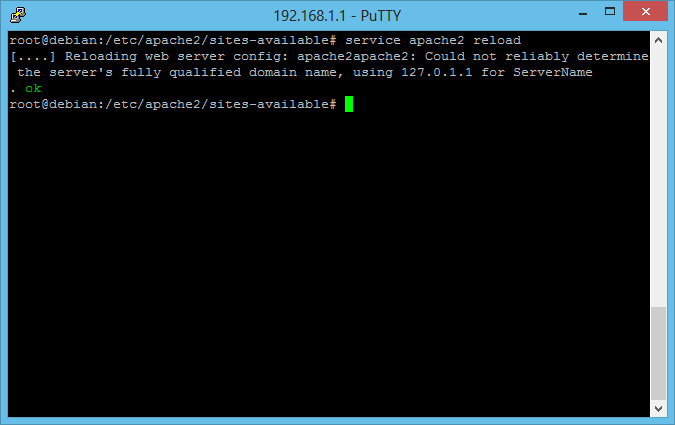 192.168.1.1 - PuTTY
root@debian:/etc/apache2/sites-available# service apache2 reload
[....] Reloading web server config: apache2apache2: Could not reliably determine
 the server's fully qualified domain name, using 127.0.1.1 for ServerName
. ok
root@debian:/etc/apache2/sites-available#